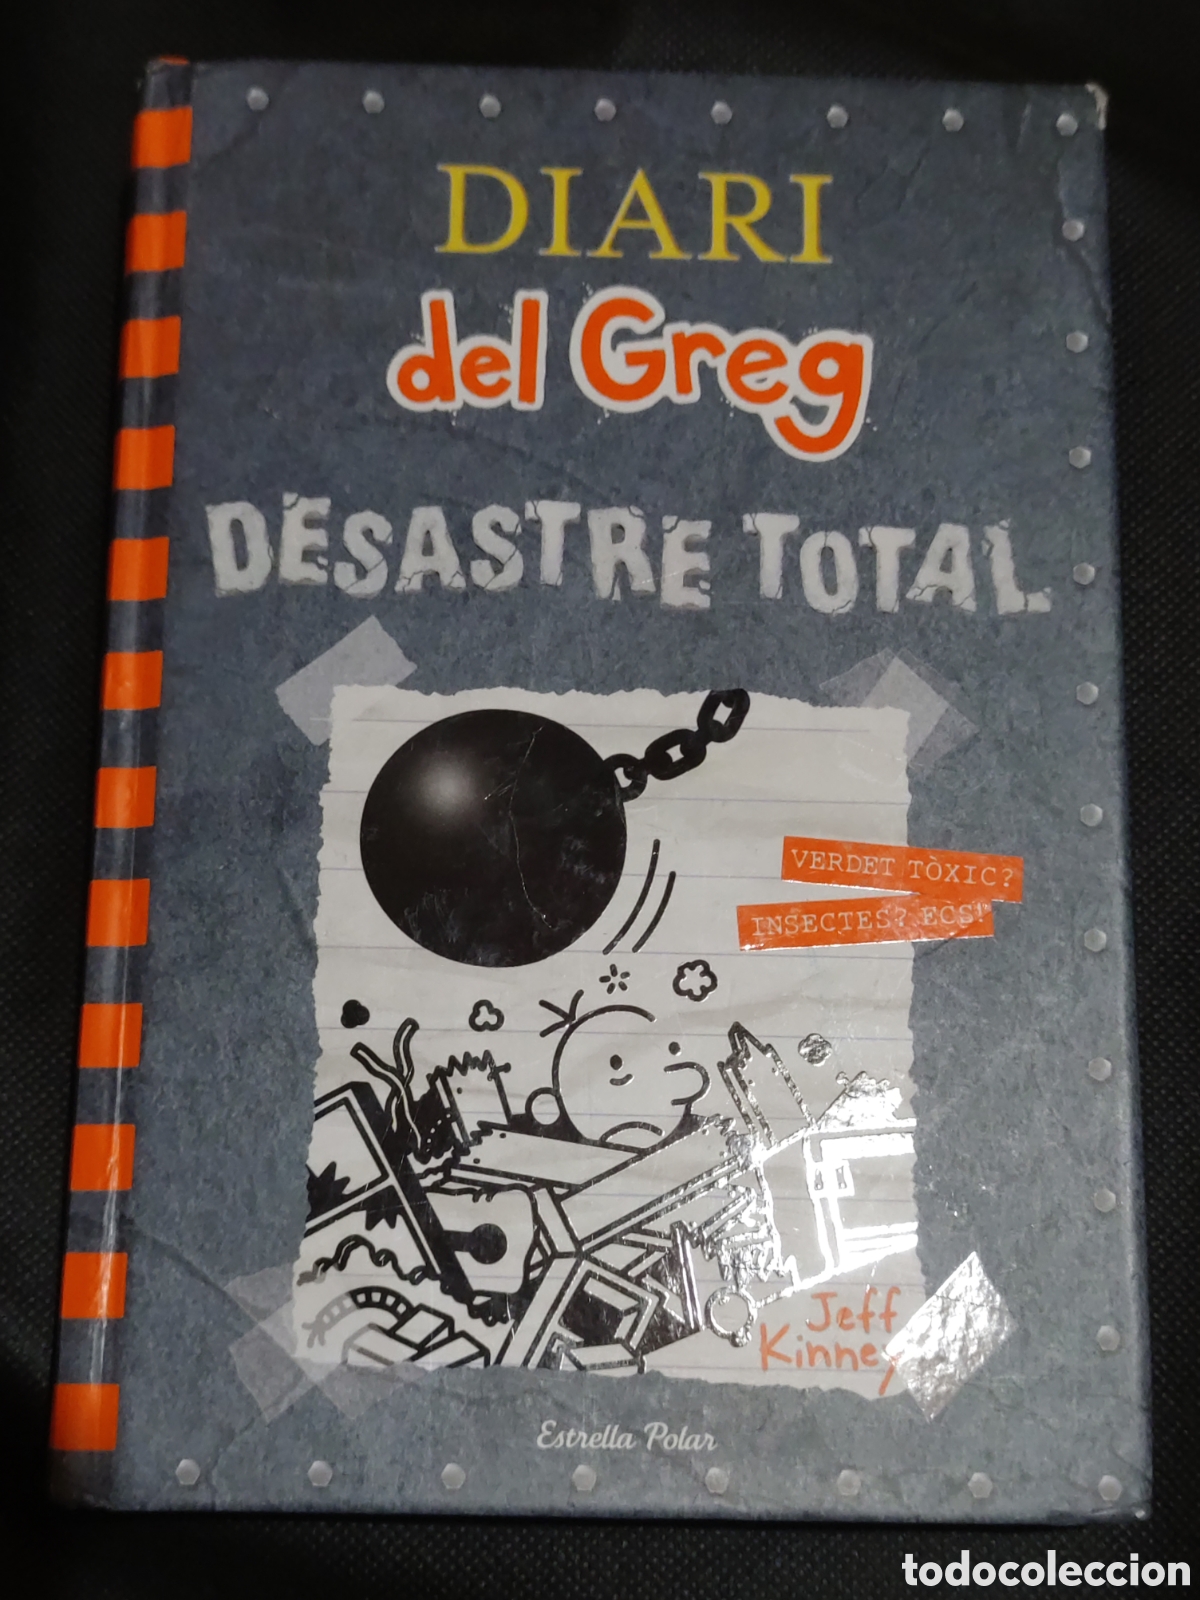 DIARI
del Greg
DESASTRE TOTAL
VERDET TÒXIC?
INSECTES? ECS!
Jeff
Kinney
Estrella Polar
todocoleccion